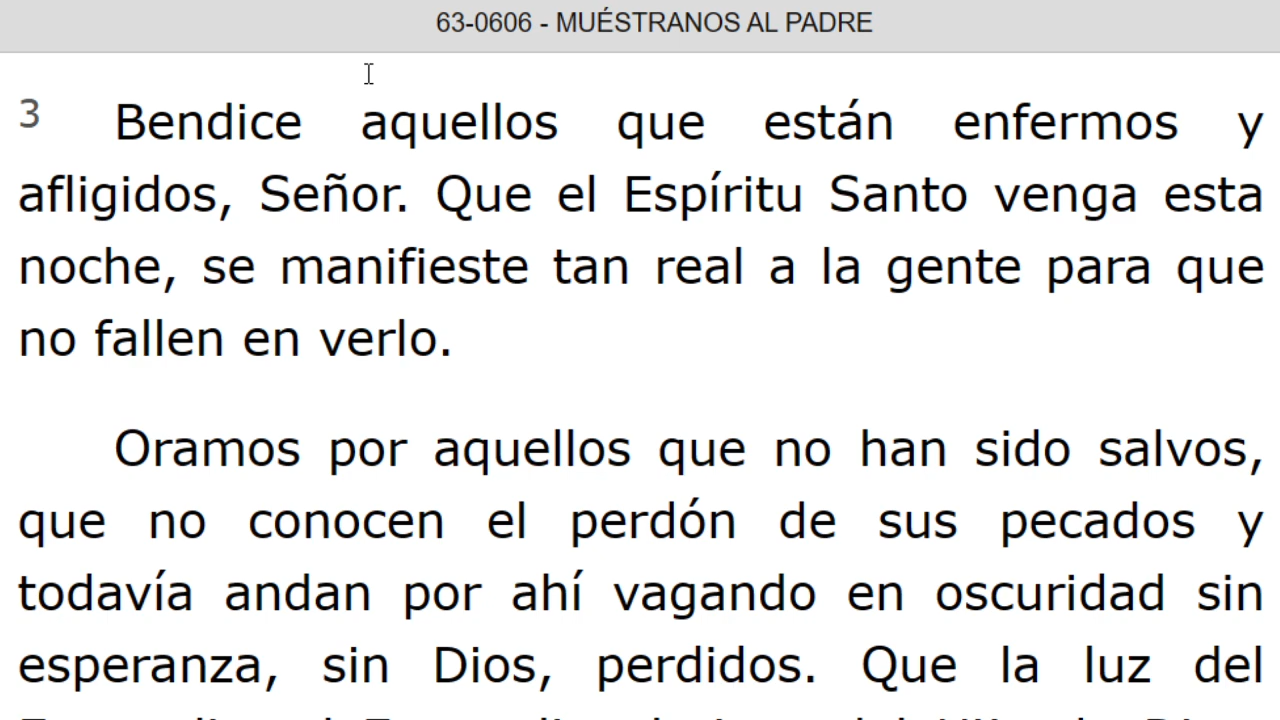 63-0606 - MUÉSTRANOS AL PADRE
3 Bendice aquellos que están enfermos y
afligidos, Señor. Que el Espíritu Santo venga esta
noche, se manifieste tan real a la gente para que
no fallen en verlo.
Oramos por aquellos que no han sido salvos,
que no conocen el perdón de sus pecados y
todavía andan por ahí vagando en oscuridad sin
esperanza, sin Dios, perdidos. Que la luz del